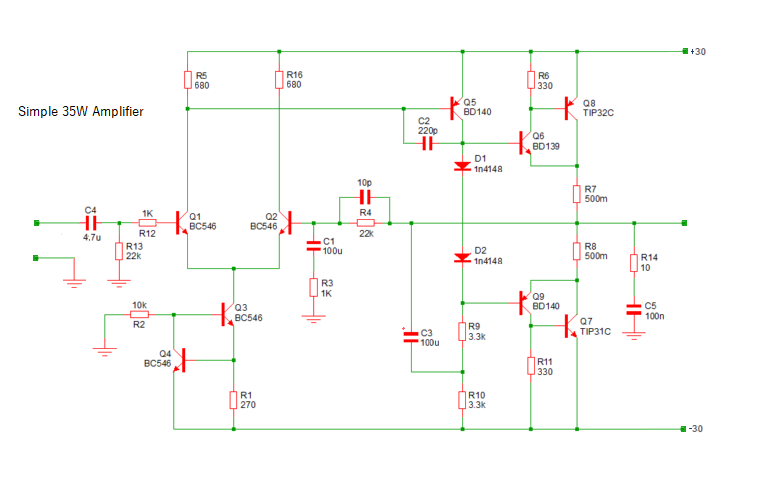 +30
R5
680
R16
680
R6
330
Simple 35W Amplifier
Q5
BD140
Q8
TIP32C
C2
220p
Q6
BD139
D1
1n4148
10p
R7
500m
C4
4.7u
1K
R12
Q1
BC546
Q2
BC546
R4
22k
R13
22k
C1
100u
D2
1n4148
R8
500m
R14
10
R3
1K
10k
R2
Q3
BC546
Q9
BD140
C5
100n
Q4
BC546
+
C3
100u
R9
3.3k
Q7
TIP31C
R11
330
R1
270
R10
3.3k
-30